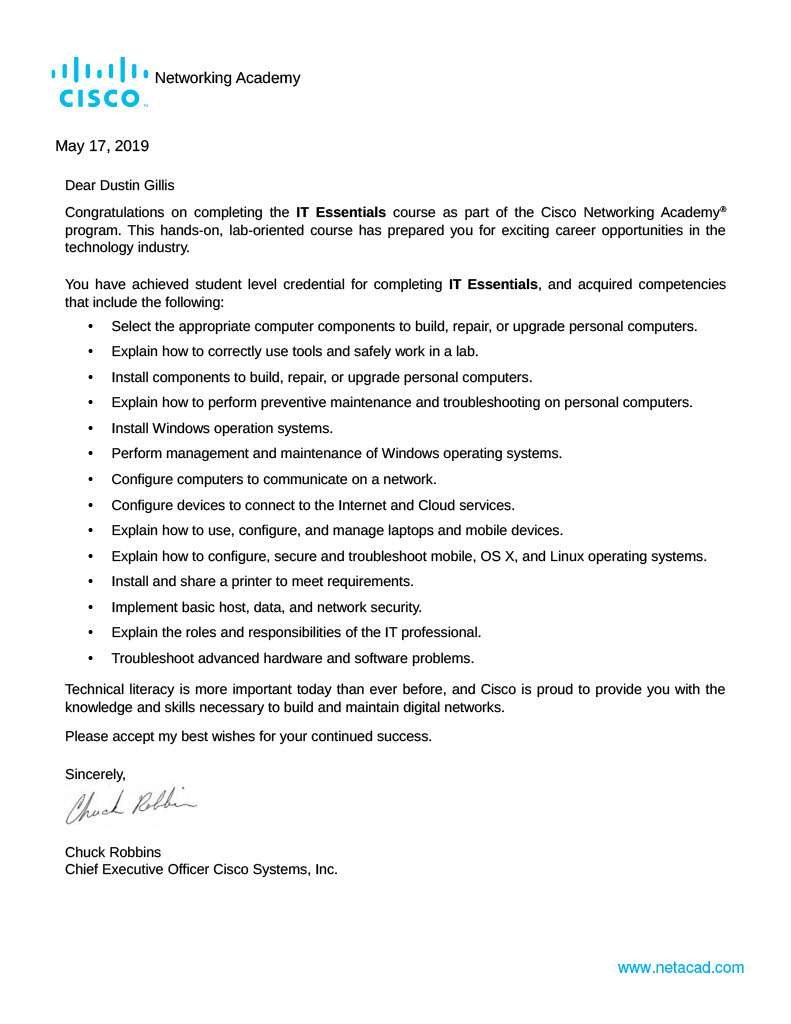 Networking Academy
CISCO™
May 17, 2019
Dear Dustin Gillis
Congratulations on completing the IT Essentials course as part of the Cisco Networking Academy®
program. This hands-on, lab-oriented course has prepared you for exciting career opportunities in the
technology industry.
You have achieved student level credential for completing IT Essentials, and acquired competencies
that include the following:
• Select the appropriate computer components to build, repair, or upgrade personal computers.
• Explain how to correctly use tools and safely work in a lab.
• Install components to build, repair, or upgrade personal computers.
• Explain how to perform preventive maintenance and troubleshooting on personal computers.
• Install Windows operation systems.
• Perform management and maintenance of Windows operating systems.
• Configure computers to communicate on a network.
• Configure devices to connect to the Internet and Cloud services.
• Explain how to use, configure, and manage laptops and mobile devices.
• Explain how to configure, secure and troubleshoot mobile, OS X, and Linux operating systems.
• Install and share a printer to meet requirements.
• Implement basic host, data, and network security.
• Explain the roles and responsibilities of the IT professional.
• Troubleshoot advanced hardware and software problems.
Technical literacy is more important today than ever before, and Cisco is proud to provide you with the
knowledge and skills necessary to build and maintain digital networks.
Please accept my best wishes for your continued success.
Sincerely,
Chuck Robbins
Chuck Robbins
Chief Executive Officer Cisco Systems, Inc.
www.netacad.com